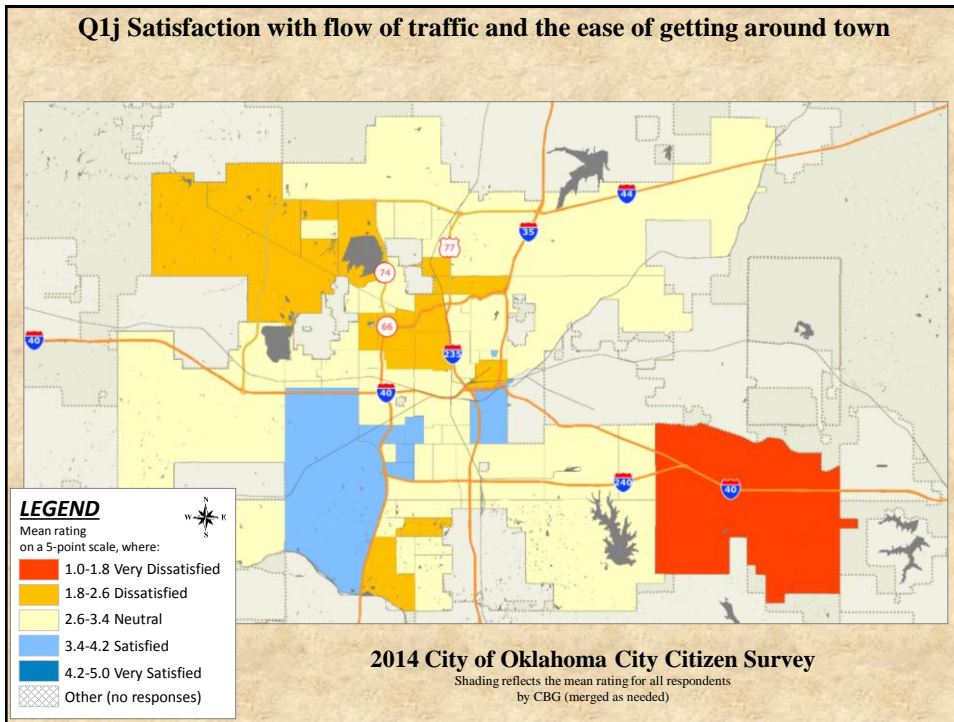 Q1j Satisfaction with flow of traffic and the ease of getting around town
44
35
77
74
66
40
235
40
240
40
LEGEND
N
W E
S
Mean rating
on a 5-point scale, where:
1.0-1.8 Very Dissatisfied
1.8-2.6 Dissatisfied
2.6-3.4 Neutral
3.4-4.2 Satisfied
4.2-5.0 Very Satisfied
Other (no responses)
2014 City of Oklahoma City Citizen Survey
Shading reflects the mean rating for all respondents
by CBG (merged as needed)